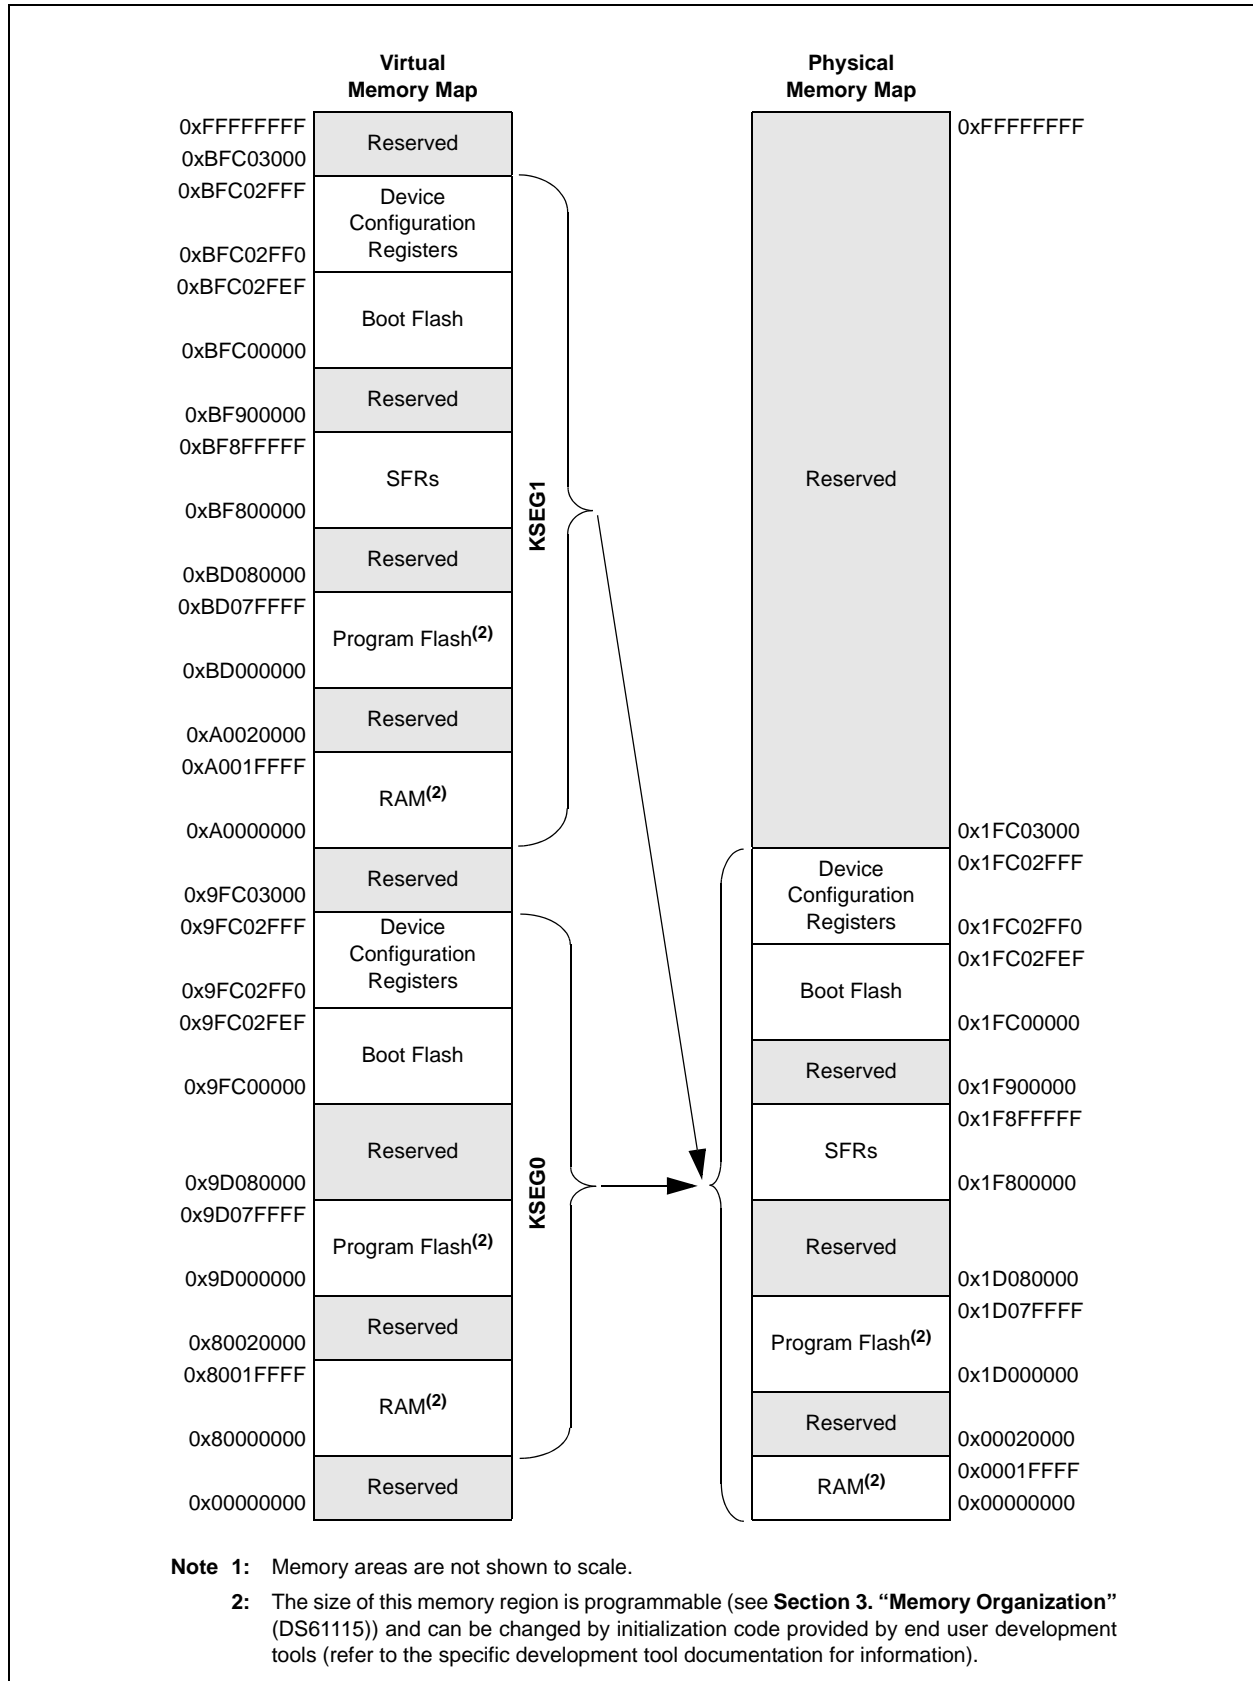 Virtual
Memory Map
Physical
Memory Map
0xFFFFFFFF
Reserved
0xBFC03000
0xBFC02FFF
Device
Configuration
Registers
0xBFC02FF0
0xBFC02FEF
Boot Flash
0xBFC00000
Reserved
0xBF900000
0xBF8FFFFF
SFRs
0xBF800000
Reserved
0xBD080000
0xBD07FFFF
Program Flash(2)
0xBD000000
Reserved
0xA0020000
0xA001FFFF
RAM(2)
0xA0000000
KSEG1
Reserved
0x9FC03000
0x9FC02FFF
Device
Configuration
Registers
0x9FC02FF0
0x9FC02FEF
Boot Flash
0x9FC00000
Reserved
0x9D080000
0x9D07FFFF
Program Flash(2)
0x9D000000
Reserved
0x80020000
0x8001FFFF
RAM(2)
0x80000000
KSEG0
Reserved
0x00000000
0xFFFFFFFF
Reserved
0x1FC03000
0x1FC02FFF
Device
Configuration
Registers
0x1FC02FF0
0x1FC02FEF
Boot Flash
0x1FC00000
Reserved
0x1F900000
0x1F8FFFFF
SFRs
0x1F800000
Reserved
0x1D080000
0x1D07FFFF
Program Flash(2)
0x1D000000
Reserved
0x00020000
0x0001FFFF
RAM(2)
0x00000000
Note 1: Memory areas are not shown to scale.
2: The size of this memory region is programmable (see Section 3. “Memory Organization”
(DS61115)) and can be changed by initialization code provided by end user development
tools (refer to the specific development tool documentation for information).